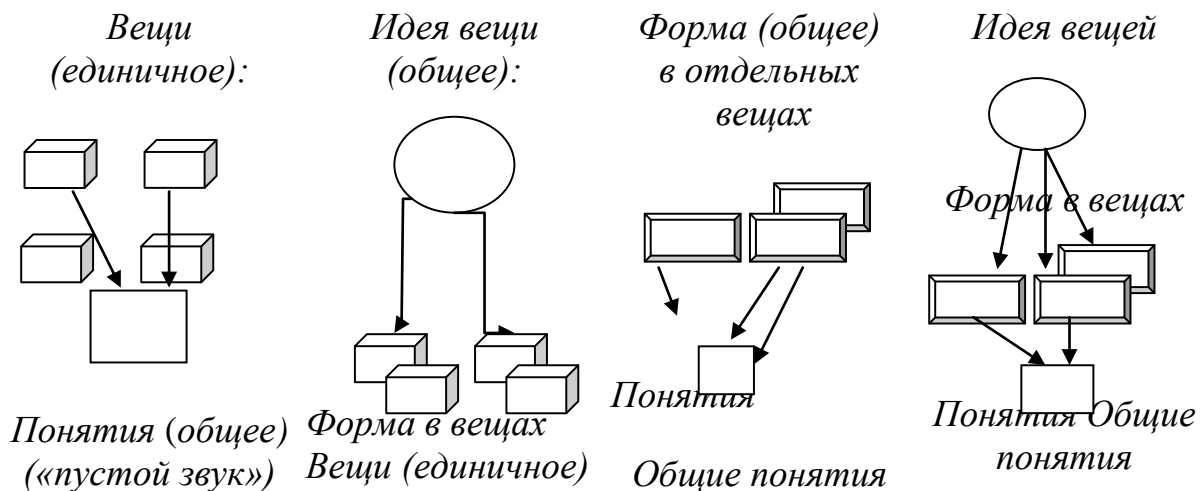 Вещи
(единичное):
Идея вещи
(общее):
Форма (общее)
в отдельных
вещах
Идея вещей
Форма в вещах
Понятия (общее)
(«пустой звук»)
Форма в вещах
Вещи (единичное)
Понятия
Общие понятия
Понятия Общие
понятия